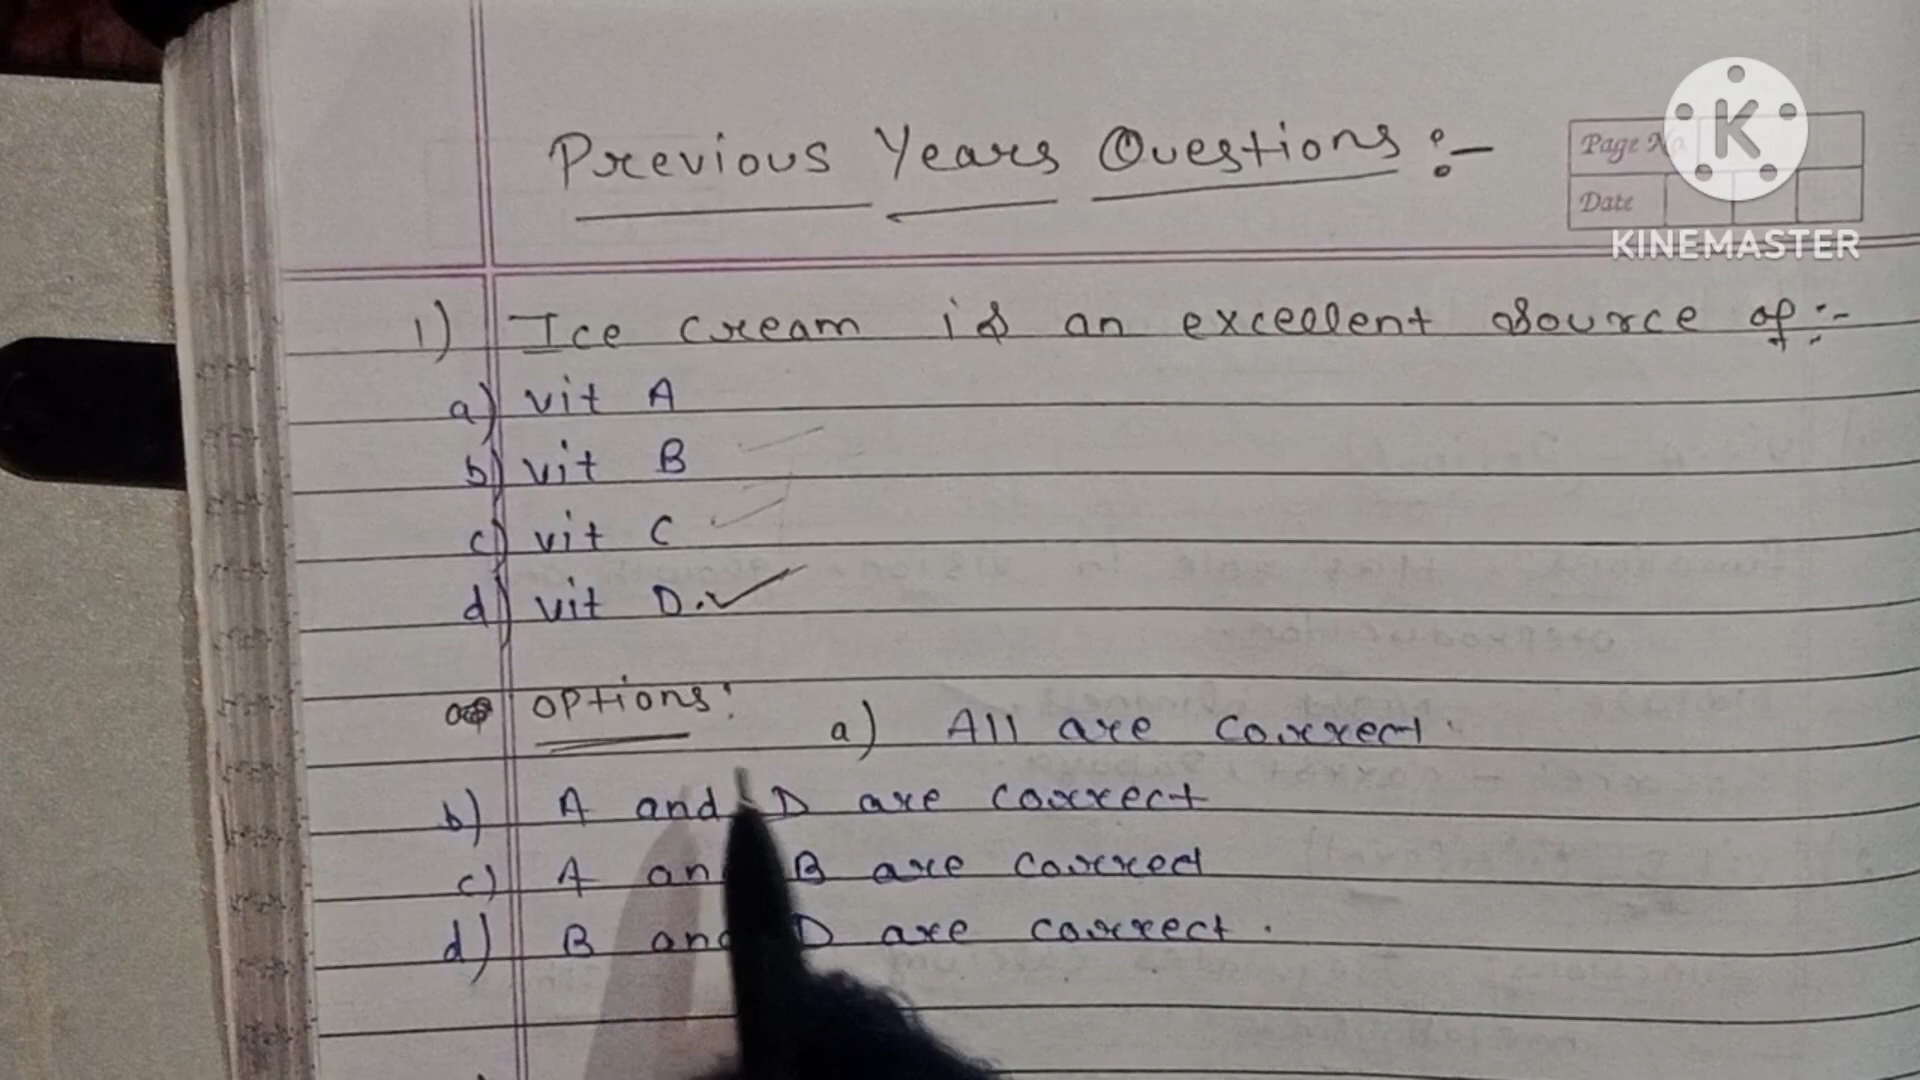 Previous Years Questions :-
Page No
Date
KINEMASTER
1) Ice cream is an excellent source of :-
a) vit A
b) vit B
c) vit C
d) vit D.
options: a) All are correct.
b) A and D are correct
c) A an B are correct
d) B and D are correct.